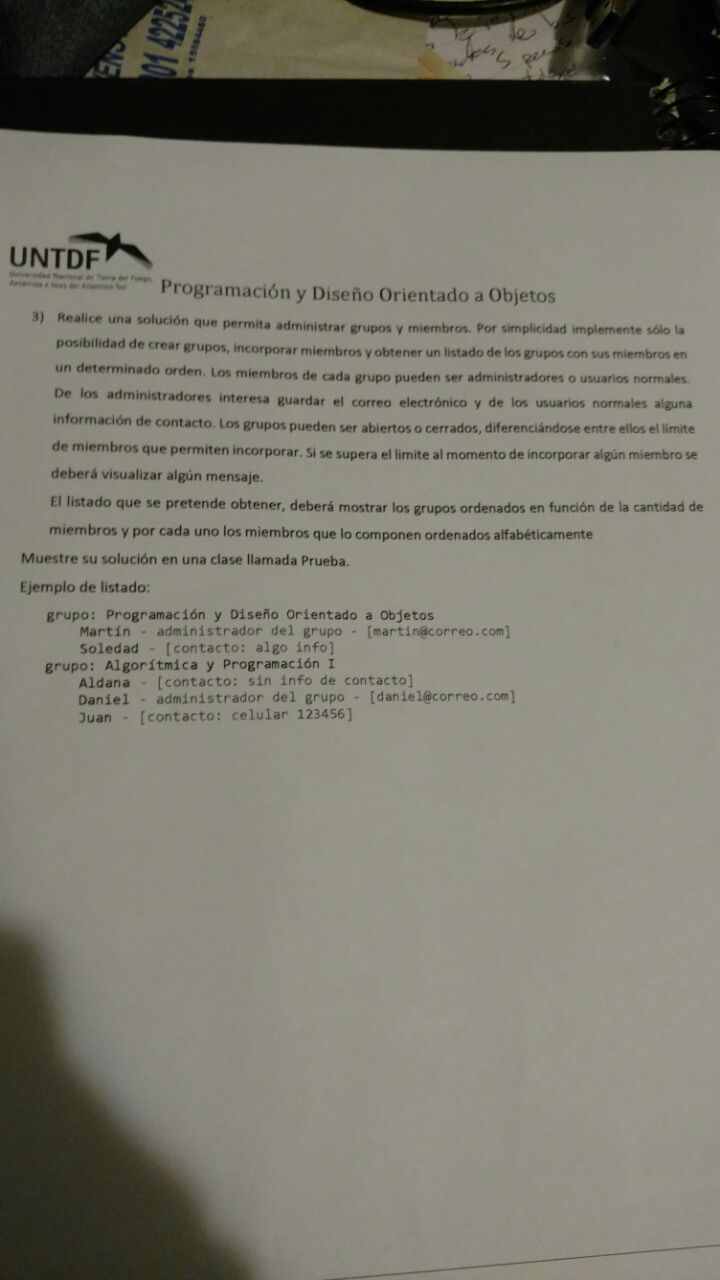 01 42252
UNTDF
Universidad Nacional de Tierra del Fuego,
Antártida e Islas del Atlántico Sur
Programación y Diseño Orientado a Objetos
3) Realice una solución que permita administrar grupos y miembros. Por simplicidad implemente sólo la
posibilidad de crear grupos, incorporar miembros y obtener un listado de los grupos con sus miembros en
un determinado orden. Los miembros de cada grupo pueden ser administradores o usuarios normales.
De los administradores interesa guardar el correo electrónico y de los usuarios normales alguna
información de contacto. Los grupos pueden ser abiertos o cerrados, diferenciándose entre ellos el límite
de miembros que permiten incorporar. Si se supera el limite al momento de incorporar algún miembro se
deberá visualizar algún mensaje.
El listado que se pretende obtener, deberá mostrar los grupos ordenados en función de la cantidad de
miembros y por cada uno los miembros que lo componen ordenados alfabéticamente
Muestre su solución en una clase llamada Prueba.
Ejemplo de listado:
grupo: Programación y Diseño Orientado a Objetos
Martín - administrador del grupo - [martin@correo.com]
Soledad - [contacto: algo info]
grupo: Algorítmica y Programación I
Aldana - [contacto: sin info de contacto]
Daniel - administrador del grupo - [daniel@correo.com]
Juan - [contacto: celular 123456]